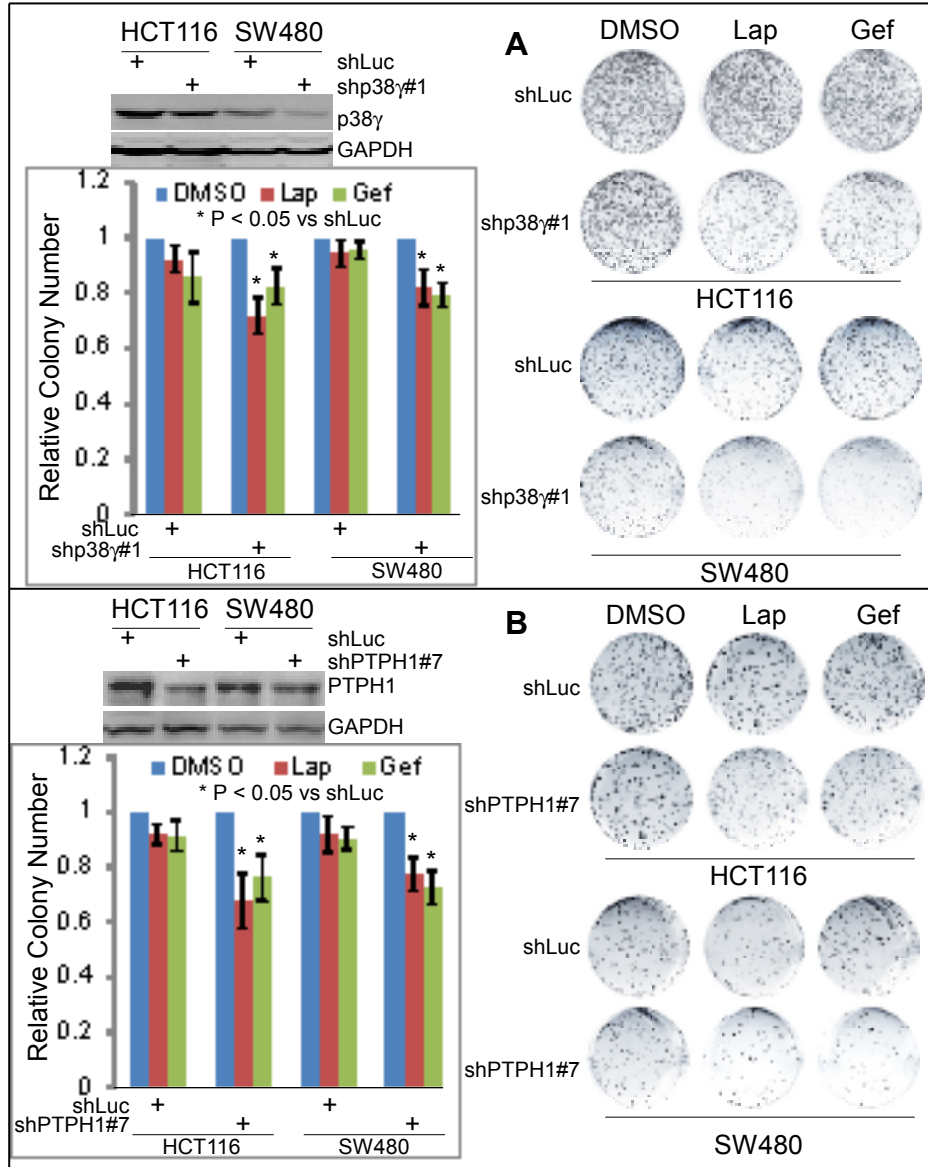 HCT116 SW480
+ +
shLuc
+ +
shp38γ#1
p38γ
GAPDH
1.2
1
0.8
0.6
0.4
0.2
0
Relative Colony Number
DMSO Lap Gef
* P < 0.05 vs shLuc
* * * *
shLuc + +
shp38γ#1 + +
HCT116 SW480
A
DMSO Lap Gef
shLuc
shp38γ#1
HCT116
shLuc
shp38γ#1
SW480
HCT116 SW480
+ +
shLuc
+ +
shPTPH1#7
PTPH1
GAPDH
1.2
1
0.8
0.6
0.4
0.2
0
Relative Colony Number
DMSO Lap Gef
* P < 0.05 vs shLuc
* * * *
shLuc + +
shPTPH1#7 + +
HCT116 SW480
B
DMSO Lap Gef
shLuc
shPTPH1#7
HCT116
shLuc
shPTPH1#7
SW480